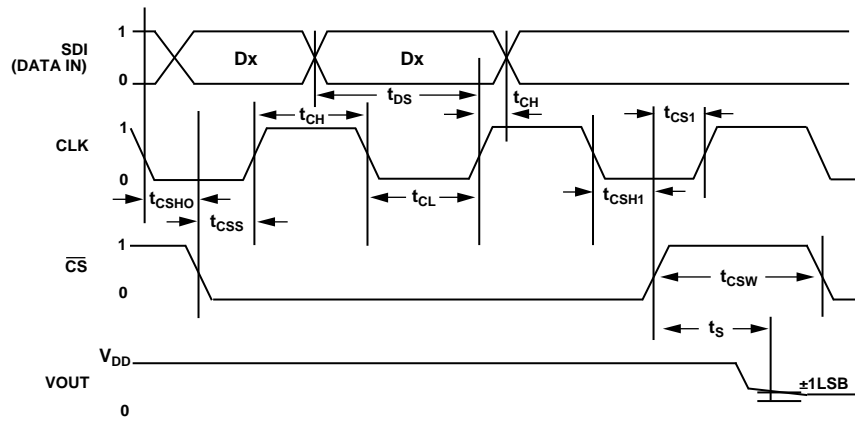 1
SDI
(DATA IN)
Dx
Dx
0
tDS
tCH
tCH
tCS1
1
CLK
0
tCSHO
tCSS
tCL
tCSH1
1
CS
0
tCSW
tS
VDD
VOUT
±1LSB
0